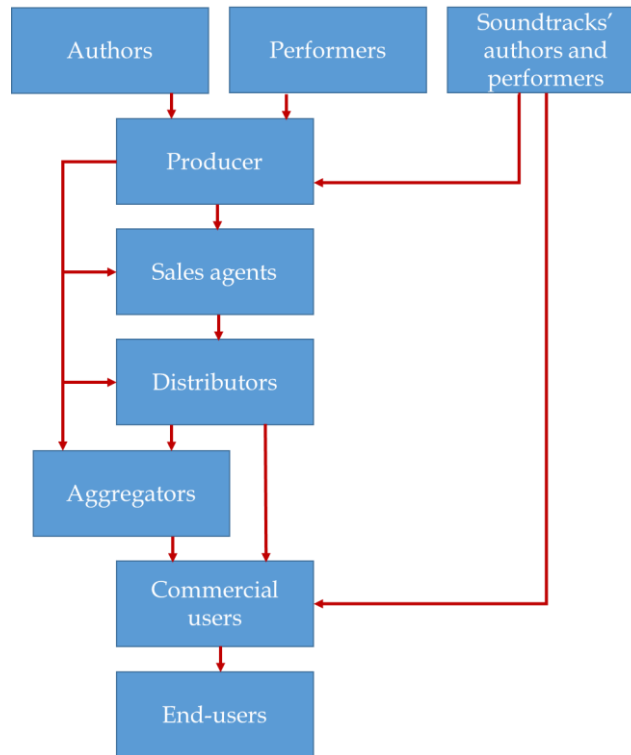 Authors
Performers
Soundtracks’
authors and
performers
Producer
Sales agents
Distributors
Aggregators
Commercial
users
End-users